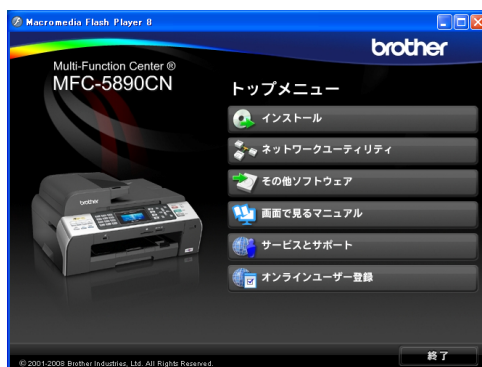 Macromedia Flash Player 8
brother
Multi-Function Center ®
MFC-5890CN
トップメニュー
インストール
ネットワークユーティリティ
その他ソフトウェア
画面で見るマニュアル
サービスとサポート
オンラインユーザー登録
brother
© 2001-2008 Brother Industries, Ltd. All Rights Reserved.
終了